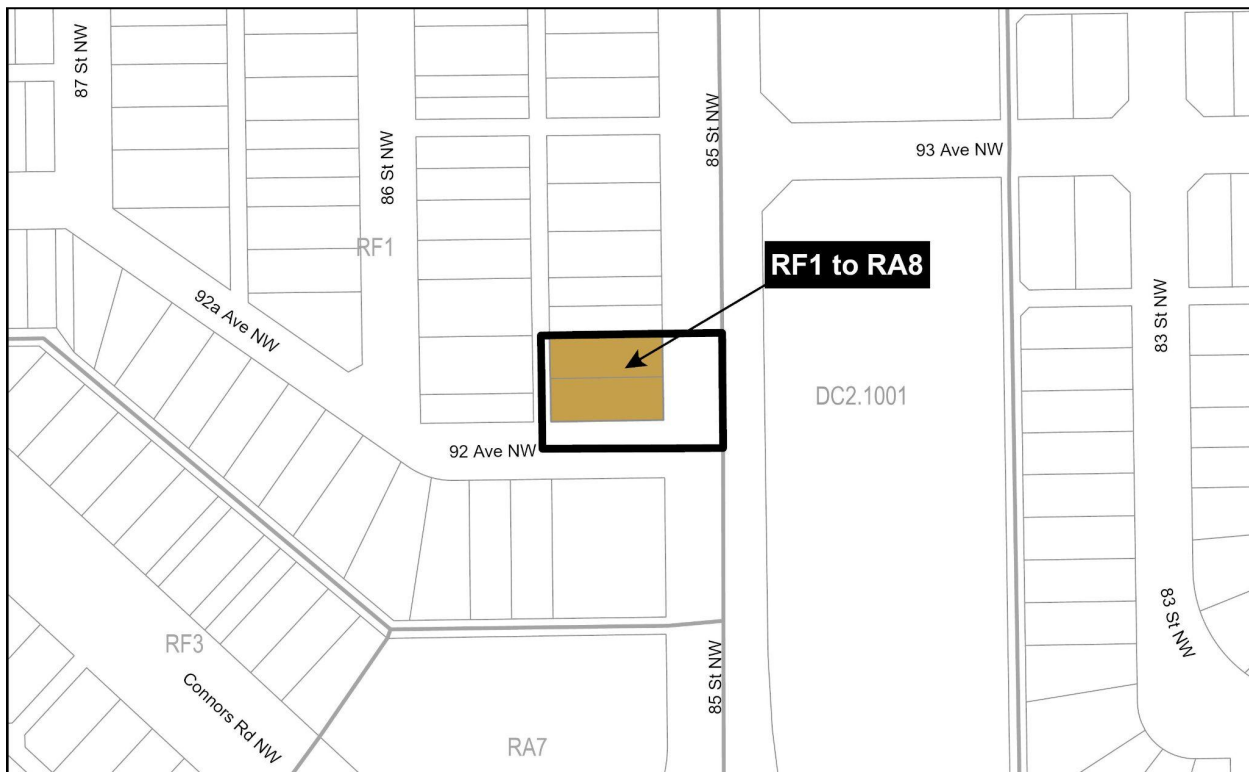 87 St NW
86 St NW
85 St NW
93 Ave NW
RF1
RF1 to RA8
92a Ave NW
83 St NW
DC2.1001
92 Ave NW
83 St NW
RF3
Connors Rd NW
85 St NW
RA7